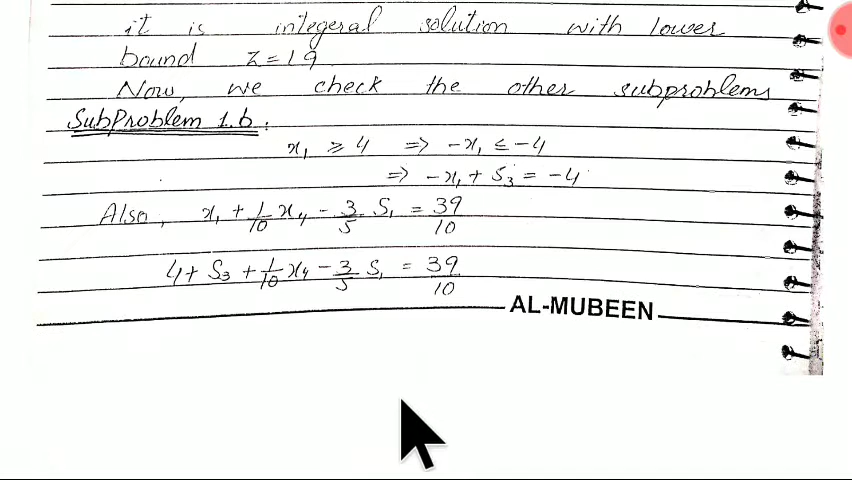 it is integeral solution with lower
bound z = 19
Now, we check the other subproblems
SubProblem 1.b:
x₁ ≥ 4 ⇒ -x₁ ≤ -4
⇒ -x₁ + S₃ = -4
Also, x₁ + 1/10 x₄ - 3/5 S₁ = 39/10
4 + S₃ + 1/10 x₄ - 3/5 S₁ = 39/10
AL-MUBEEN